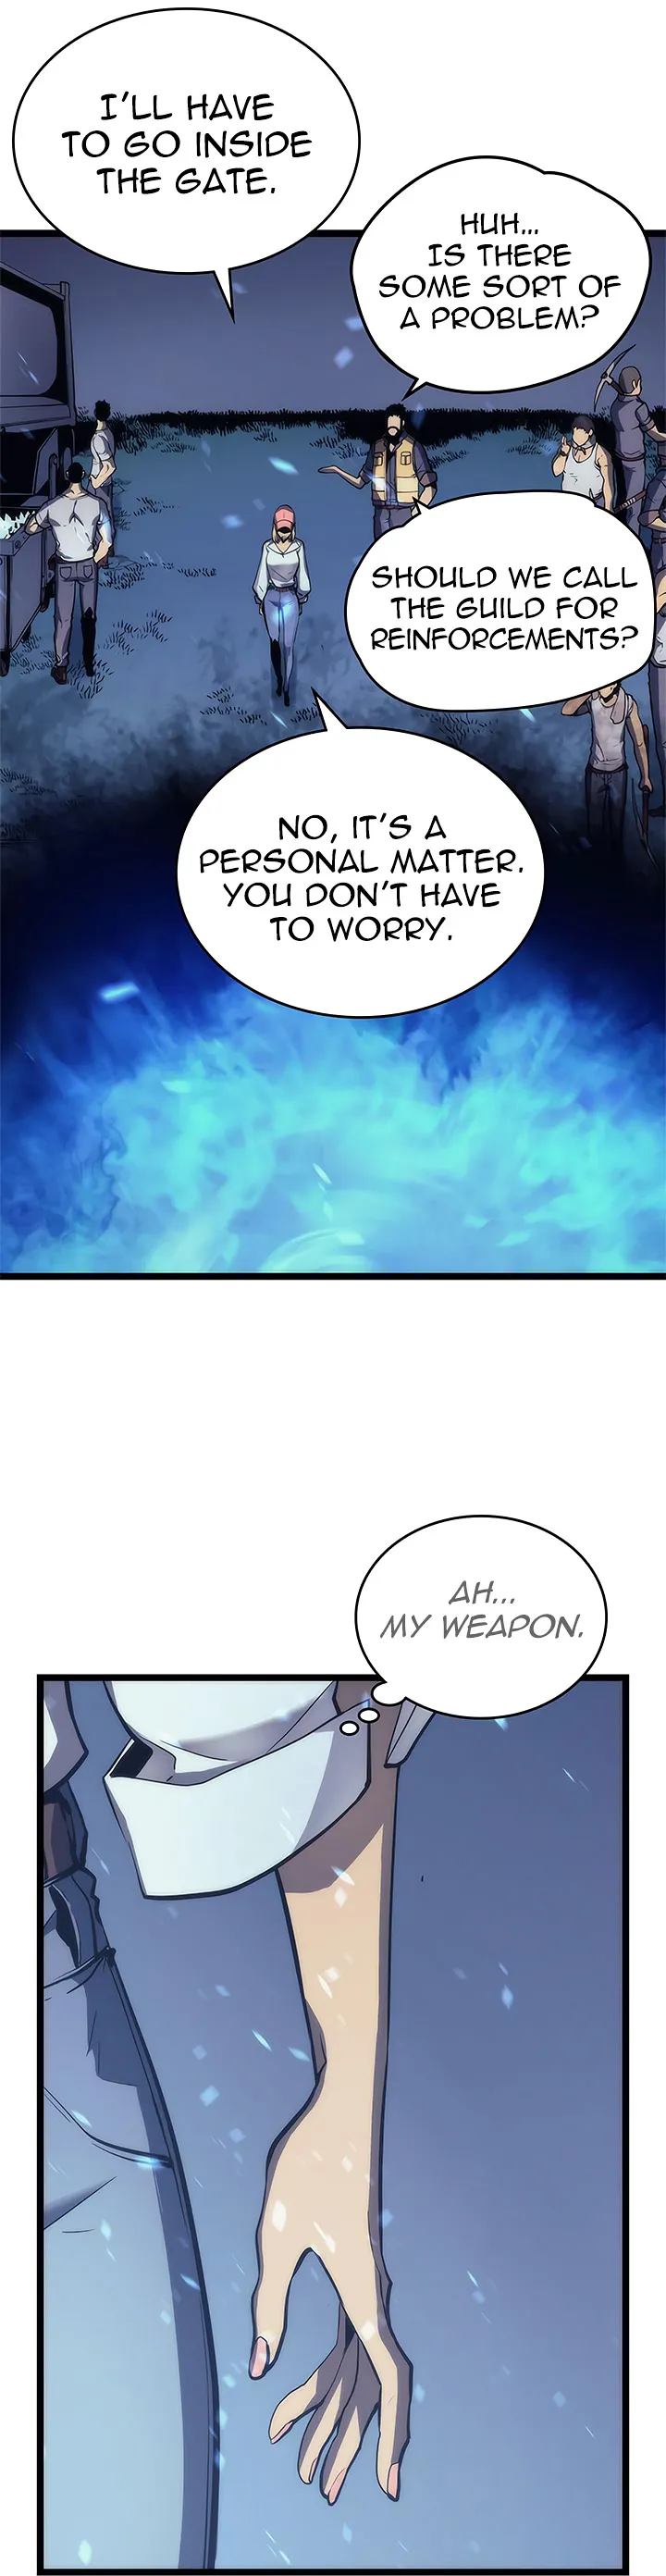 I'LL HAVE
TO GO INSIDE
THE GATE.
HUH...
IS THERE
SOME SORT OF
A PROBLEM?
SHOULD WE CALL
THE GUILD FOR
REINFORCEMENTS?
NO, IT'S A
PERSONAL MATTER.
YOU DON'T HAVE
TO WORRY.
AH...
MY WEAPON.